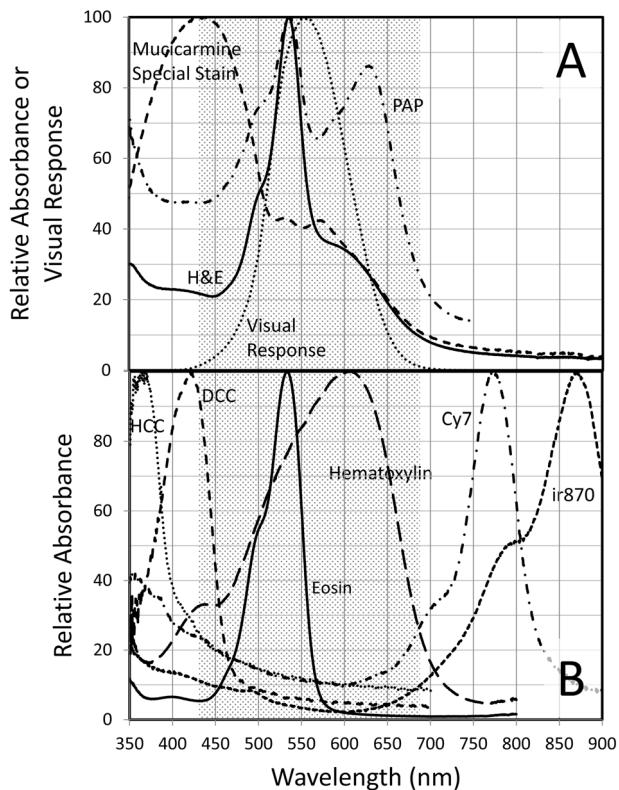 Relative Absorbance or
Visual Response
100
80
60
40
20
0
Mucicarmine
Special Stain
A
PAP
H&E
Visual
Response
Relative Absorbance
80
60
40
20
0
HCC
DCC
Cy7
Hematoxylin
ir870
Eosin
B
350 400 450 500 550 600 650 700 750 800 850 900
Wavelength (nm)